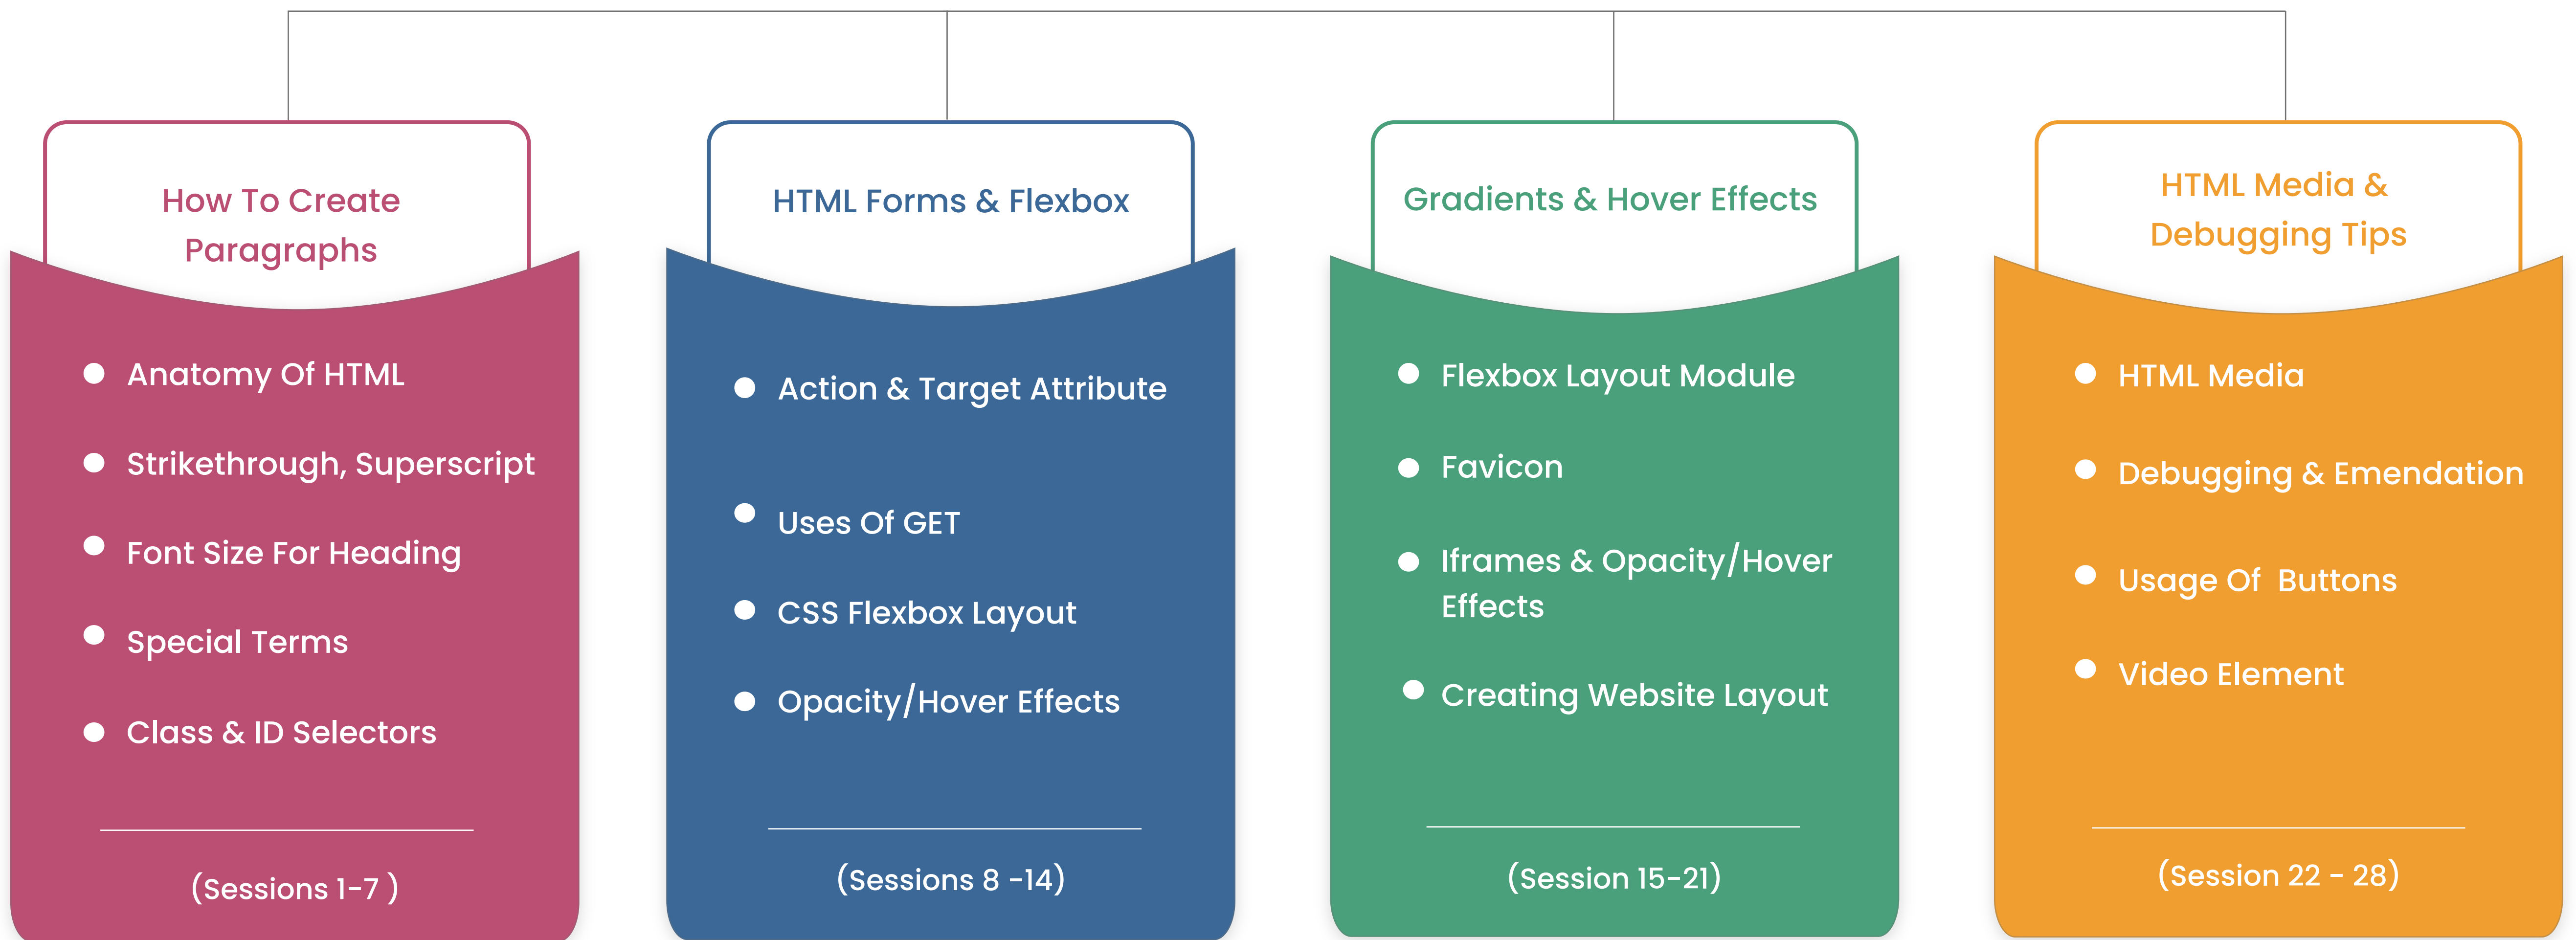 How To Create
Paragraphs
Anatomy Of HTML
Strikethrough, Superscript
Font Size For Heading
Special Terms
Class & ID Selectors
(Sessions 1-7 )
HTML Forms & Flexbox
Action & Target Attribute
Uses Of GET
CSS Flexbox Layout
Opacity/Hover Effects
(Sessions 8 -14)
Gradients & Hover Effects
Flexbox Layout Module
Favicon
Iframes & Opacity/Hover
Effects
Creating Website Layout
(Session 15-21)
HTML Media &
Debugging Tips
HTML Media
Debugging & Emendation
Usage Of  Buttons
Video Element
(Session 22 - 28)